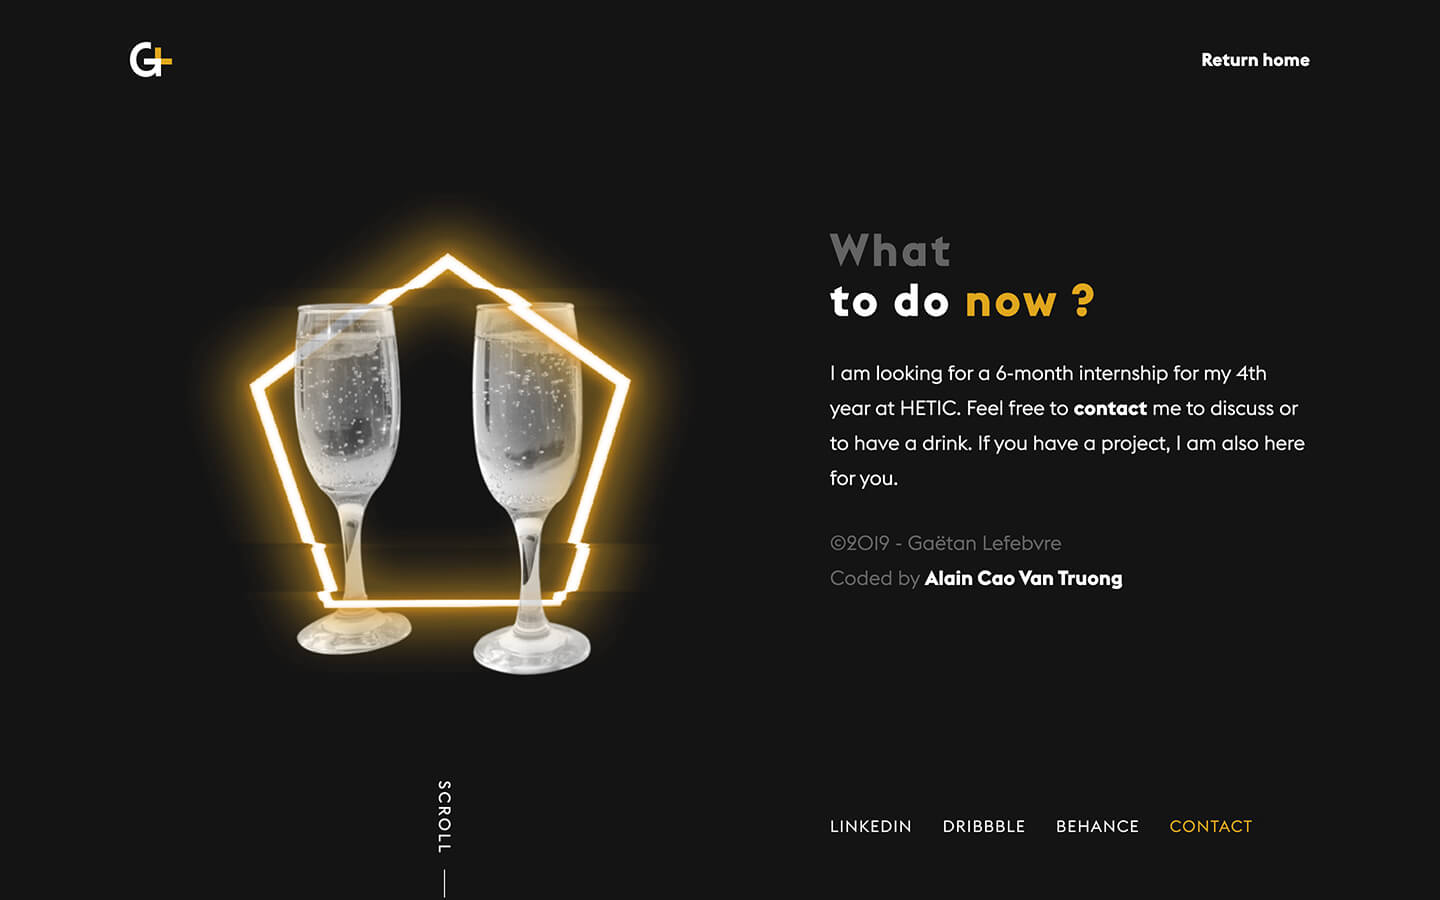 G+
Return home
What
to do now ?
I am looking for a 6-month internship for my 4th
year at HETIC. Feel free to contact me to discuss or
to have a drink. If you have a project, I am also here
for you.
©2019 - Gaëtan Lefebvre
Coded by Alain Cao Van Truong
SCROLL
LINKEDIN DRIBBBLE BEHANCE CONTACT